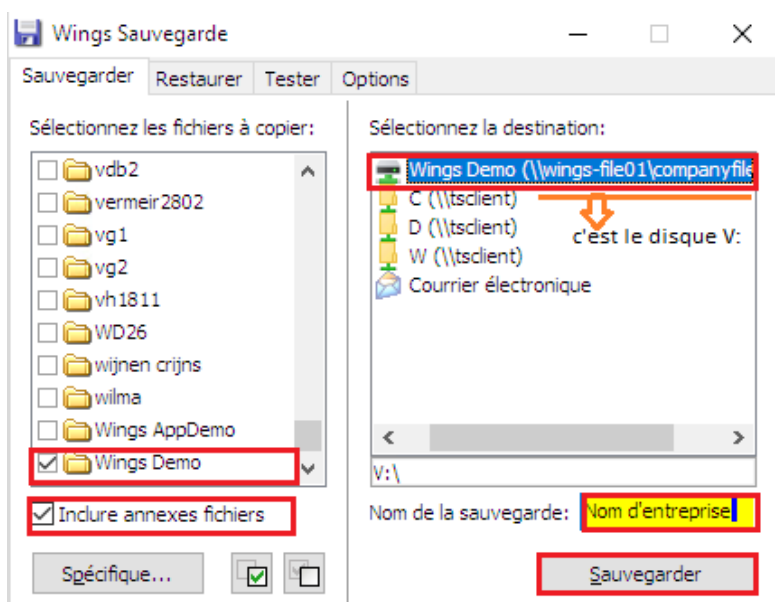 Wings Sauvegarde
Sauvegarder Restaurer Tester Options
Sélectionnez les fichiers à copier:
vdb2
vermeir2802
vg1
vg2
vh1811
WD26
wijnen crijns
wilma
Wings AppDemo
Wings Demo
Inclure annexes fichiers
Spécifique...
Sélectionnez la destination:
Wings Demo (\\wings-file01\companyfile
C (\\tsclient)
D (\\tsclient)
W (\\tsclient)
Courrier électronique
c'est le disque V:
V:\
Nom de la sauvegarde: Nom d'entreprise
Sauvegarder